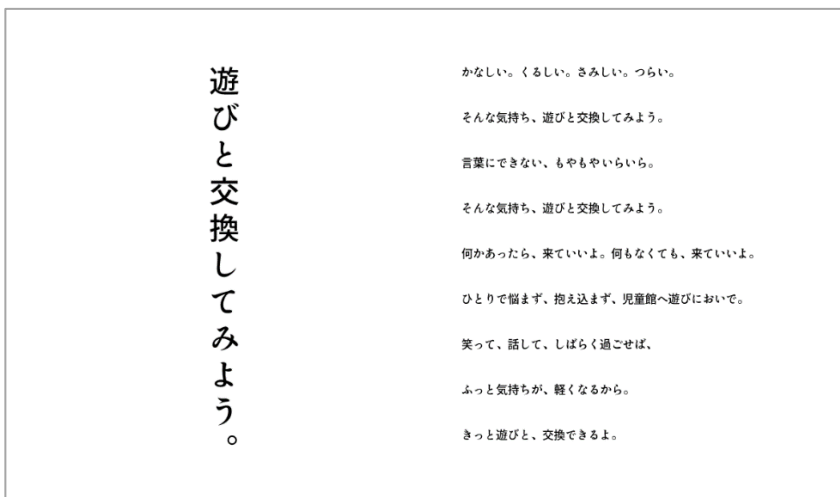 遊びと交換してみよう。
かなしい。くるしい。さみしい。つらい。
そんな気持ち、遊びと交換してみよう。
言葉にできない、もやもやいらいら。
そんな気持ち、遊びと交換してみよう。
何かあったら、来ていいよ。何もなくても、来ていいよ。
ひとりで悩まず、抱え込まず、児童館へ遊びにおいで。
笑って、話して、しばらく過ごせば、
ふっと気持ちが、軽くなるから。
きっと遊びと、交換できるよ。